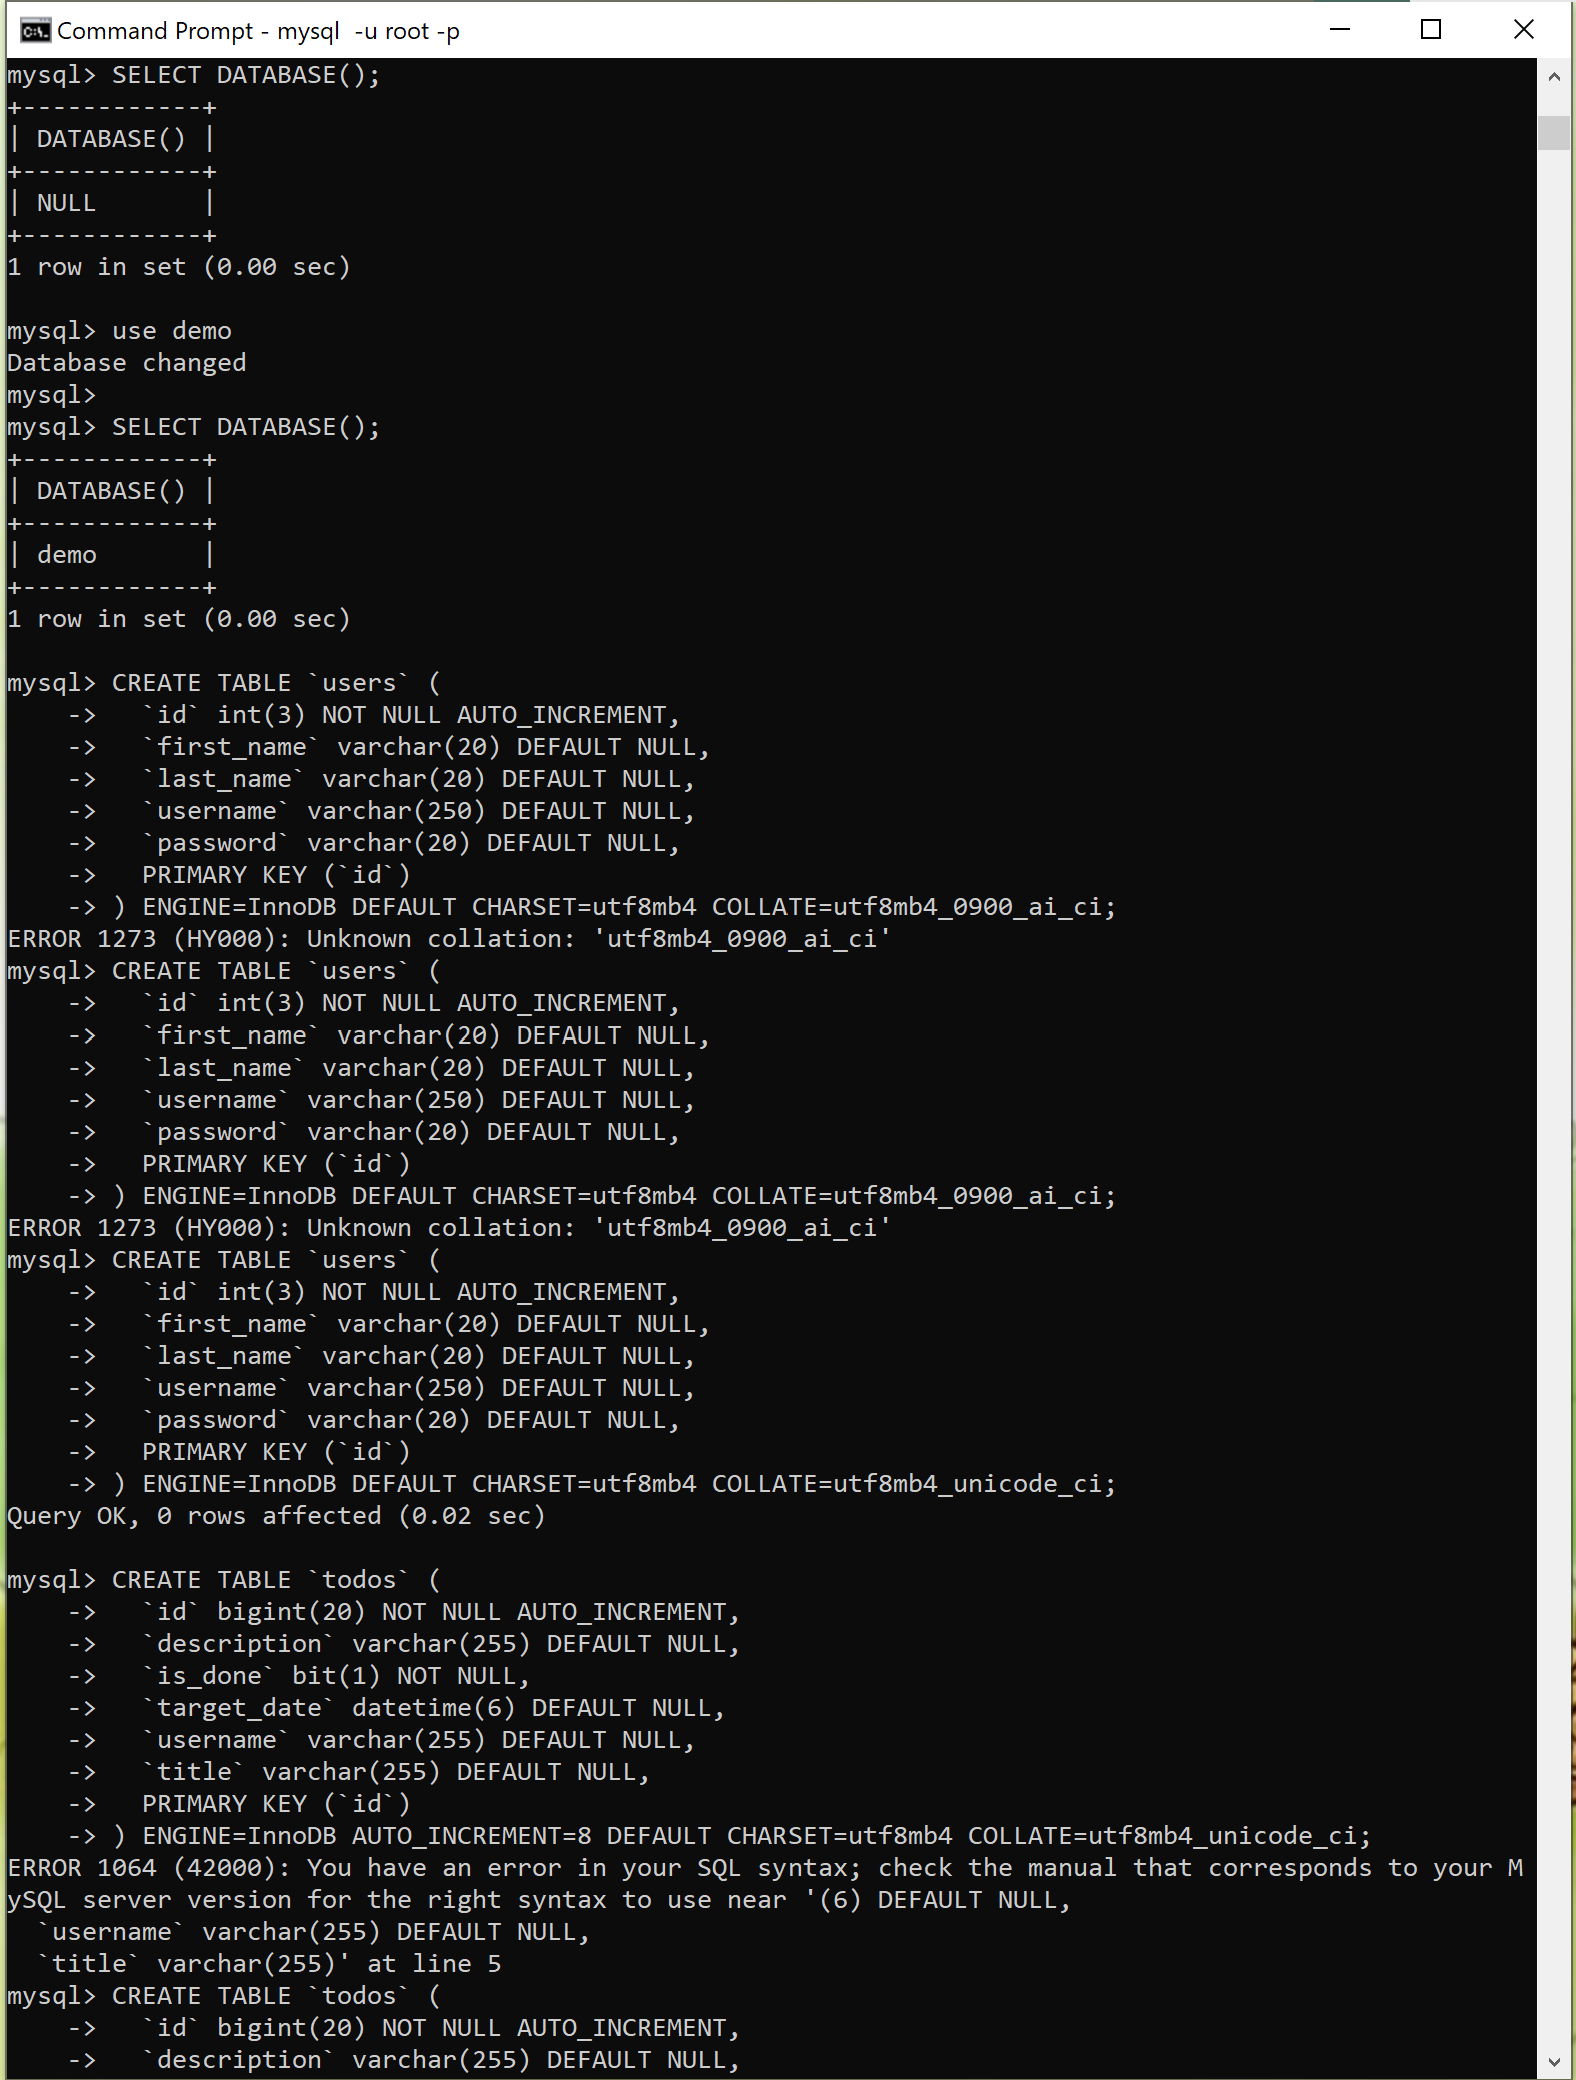 Command Prompt - mysql  -u root -p
mysql> SELECT DATABASE();
+------------+
| DATABASE() |
+------------+
| NULL       |
+------------+
1 row in set (0.00 sec)

mysql> use demo
Database changed
mysql>
mysql> SELECT DATABASE();
+------------+
| DATABASE() |
+------------+
| demo       |
+------------+
1 row in set (0.00 sec)

mysql> CREATE TABLE `users` (
    ->   `id` int(3) NOT NULL AUTO_INCREMENT,
    ->   `first_name` varchar(20) DEFAULT NULL,
    ->   `last_name` varchar(20) DEFAULT NULL,
    ->   `username` varchar(250) DEFAULT NULL,
    ->   `password` varchar(20) DEFAULT NULL,
    ->   PRIMARY KEY (`id`)
    -> ) ENGINE=InnoDB DEFAULT CHARSET=utf8mb4 COLLATE=utf8mb4_0900_ai_ci;
ERROR 1273 (HY000): Unknown collation: 'utf8mb4_0900_ai_ci'
mysql> CREATE TABLE `users` (
    ->   `id` int(3) NOT NULL AUTO_INCREMENT,
    ->   `first_name` varchar(20) DEFAULT NULL,
    ->   `last_name` varchar(20) DEFAULT NULL,
    ->   `username` varchar(250) DEFAULT NULL,
    ->   `password` varchar(20) DEFAULT NULL,
    ->   PRIMARY KEY (`id`)
    -> ) ENGINE=InnoDB DEFAULT CHARSET=utf8mb4 COLLATE=utf8mb4_0900_ai_ci;
ERROR 1273 (HY000): Unknown collation: 'utf8mb4_0900_ai_ci'
mysql> CREATE TABLE `users` (
    ->   `id` int(3) NOT NULL AUTO_INCREMENT,
    ->   `first_name` varchar(20) DEFAULT NULL,
    ->   `last_name` varchar(20) DEFAULT NULL,
    ->   `username` varchar(250) DEFAULT NULL,
    ->   `password` varchar(20) DEFAULT NULL,
    ->   PRIMARY KEY (`id`)
    -> ) ENGINE=InnoDB DEFAULT CHARSET=utf8mb4 COLLATE=utf8mb4_unicode_ci;
Query OK, 0 rows affected (0.02 sec)

mysql> CREATE TABLE `todos` (
    ->   `id` bigint(20) NOT NULL AUTO_INCREMENT,
    ->   `description` varchar(255) DEFAULT NULL,
    ->   `is_done` bit(1) NOT NULL,
    ->   `target_date` datetime(6) DEFAULT NULL,
    ->   `username` varchar(255) DEFAULT NULL,
    ->   `title` varchar(255) DEFAULT NULL,
    ->   PRIMARY KEY (`id`)
    -> ) ENGINE=InnoDB AUTO_INCREMENT=8 DEFAULT CHARSET=utf8mb4 COLLATE=utf8mb4_unicode_ci;
ERROR 1064 (42000): You have an error in your SQL syntax; check the manual that corresponds to your M
ySQL server version for the right syntax to use near '(6) DEFAULT NULL,
  `username` varchar(255) DEFAULT NULL,
  `title` varchar(255)' at line 5
mysql> CREATE TABLE `todos` (
    ->   `id` bigint(20) NOT NULL AUTO_INCREMENT,
    ->   `description` varchar(255) DEFAULT NULL,